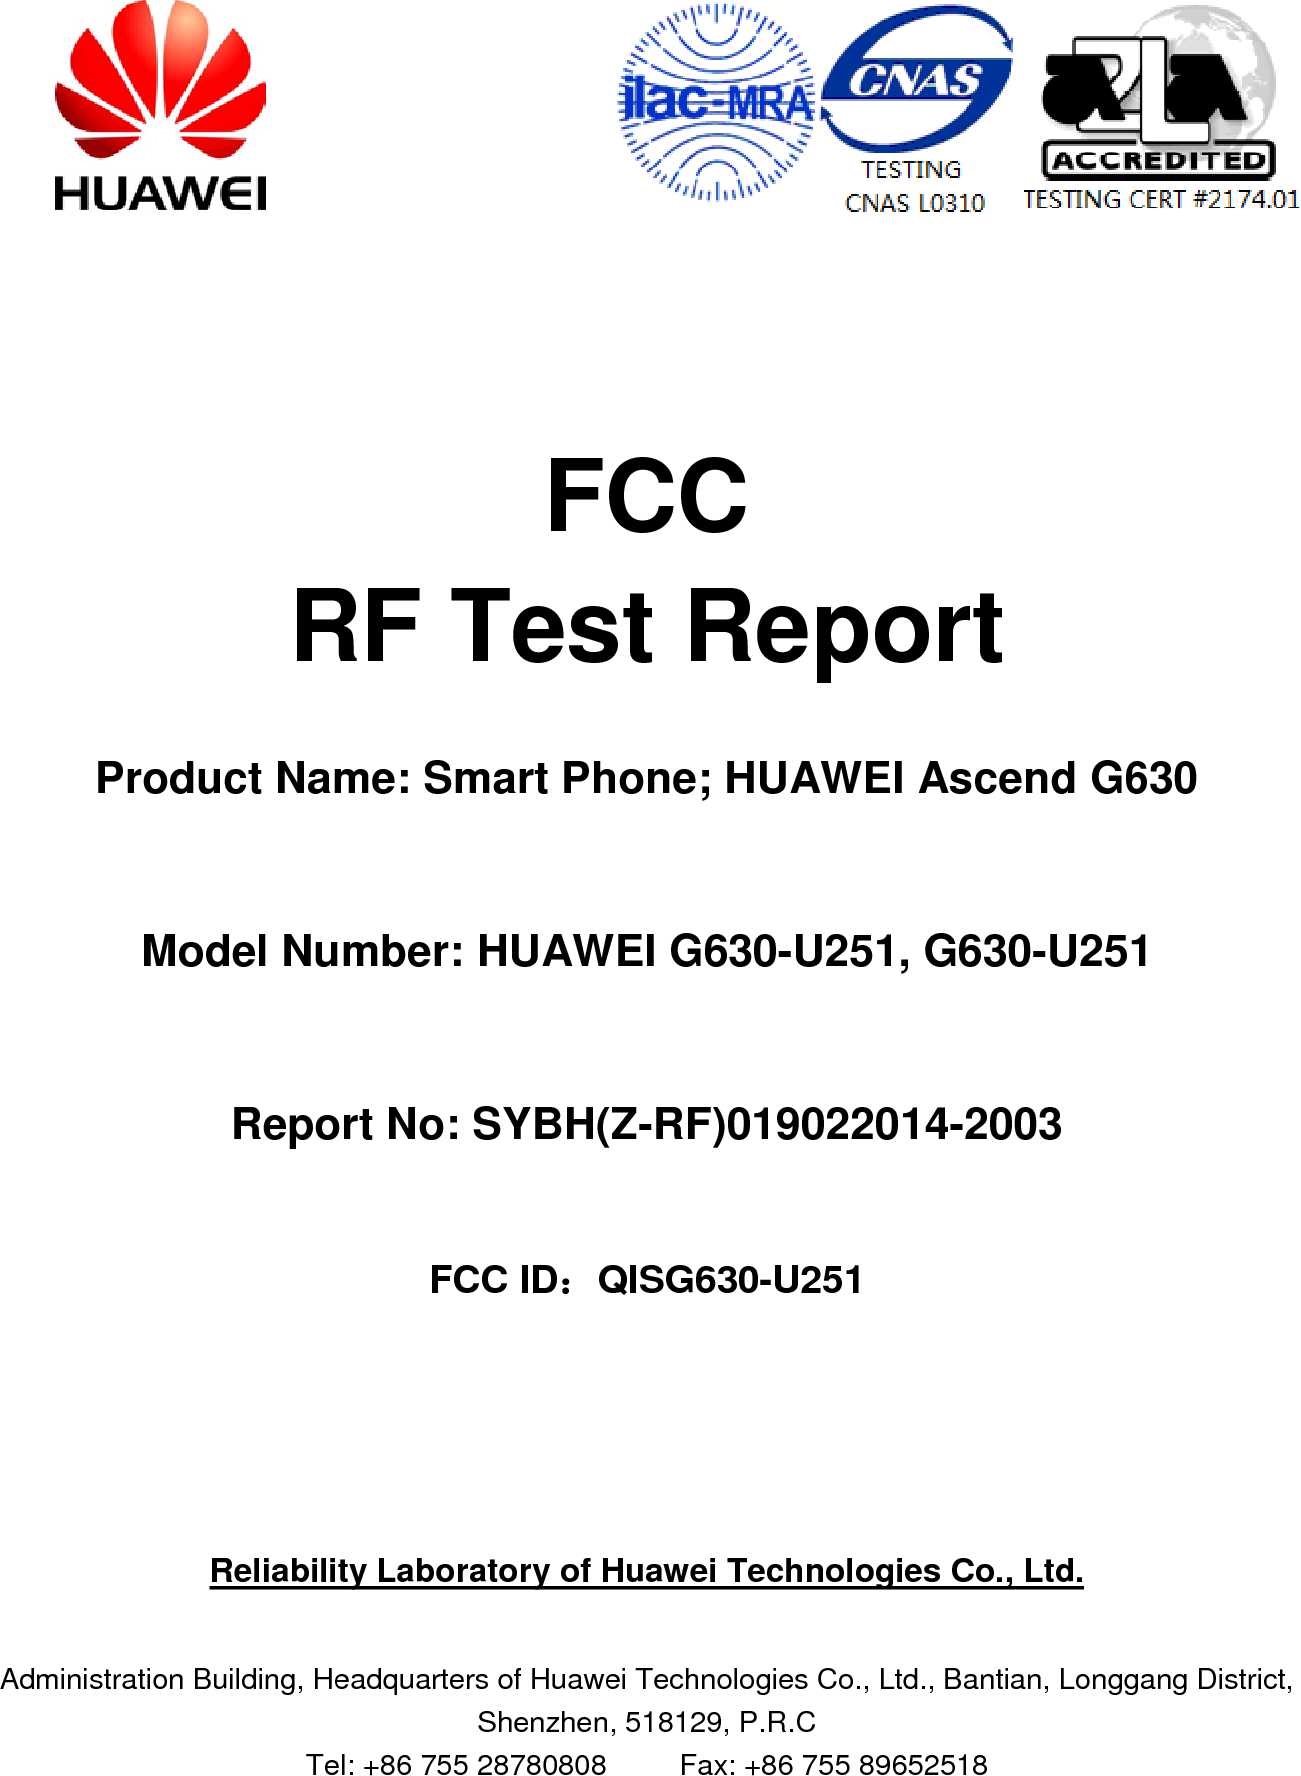 HUAWEI
ilac-MRA
CNAS
TESTING
CNAS L0310
A2LA
ACCREDITED
TESTING CERT #2174.01
FCC
RF Test Report
Product Name: Smart Phone; HUAWEI Ascend G630
Model Number: HUAWEI G630-U251, G630-U251
Report No: SYBH(Z-RF)019022014-2003
FCC ID：QISG630-U251
Reliability Laboratory of Huawei Technologies Co., Ltd.
Administration Building, Headquarters of Huawei Technologies Co., Ltd., Bantian, Longgang District,
Shenzhen, 518129, P.R.C
Tel: +86 755 28780808 Fax: +86 755 89652518